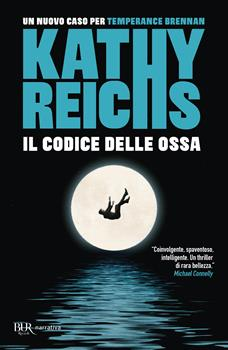 UN NUOVO CASO PER TEMPERANCE BRENNAN
KATHY
REICHS
IL CODICE DELLE OSSA
"Coinvolgente, spaventoso,
intelligente. Un thriller
di rara bellezza."
Michael Connelly
BUR narrativa
Rizzoli